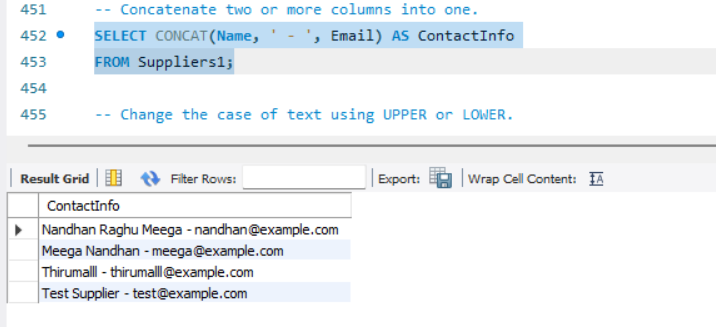 451 -- Concatenate two or more columns into one.
452 SELECT CONCAT(Name, ' - ', Email) AS ContactInfo
453 FROM Suppliers1;
454
455 -- Change the case of text using UPPER or LOWER.
Result Grid Filter Rows: Export: Wrap Cell Content: IA
ContactInfo
Nandhan Raghu Meega - nandhan@example.com
Meega Nandhan - meega@example.com
Thirumalll - thirumalll@example.com
Test Supplier - test@example.com